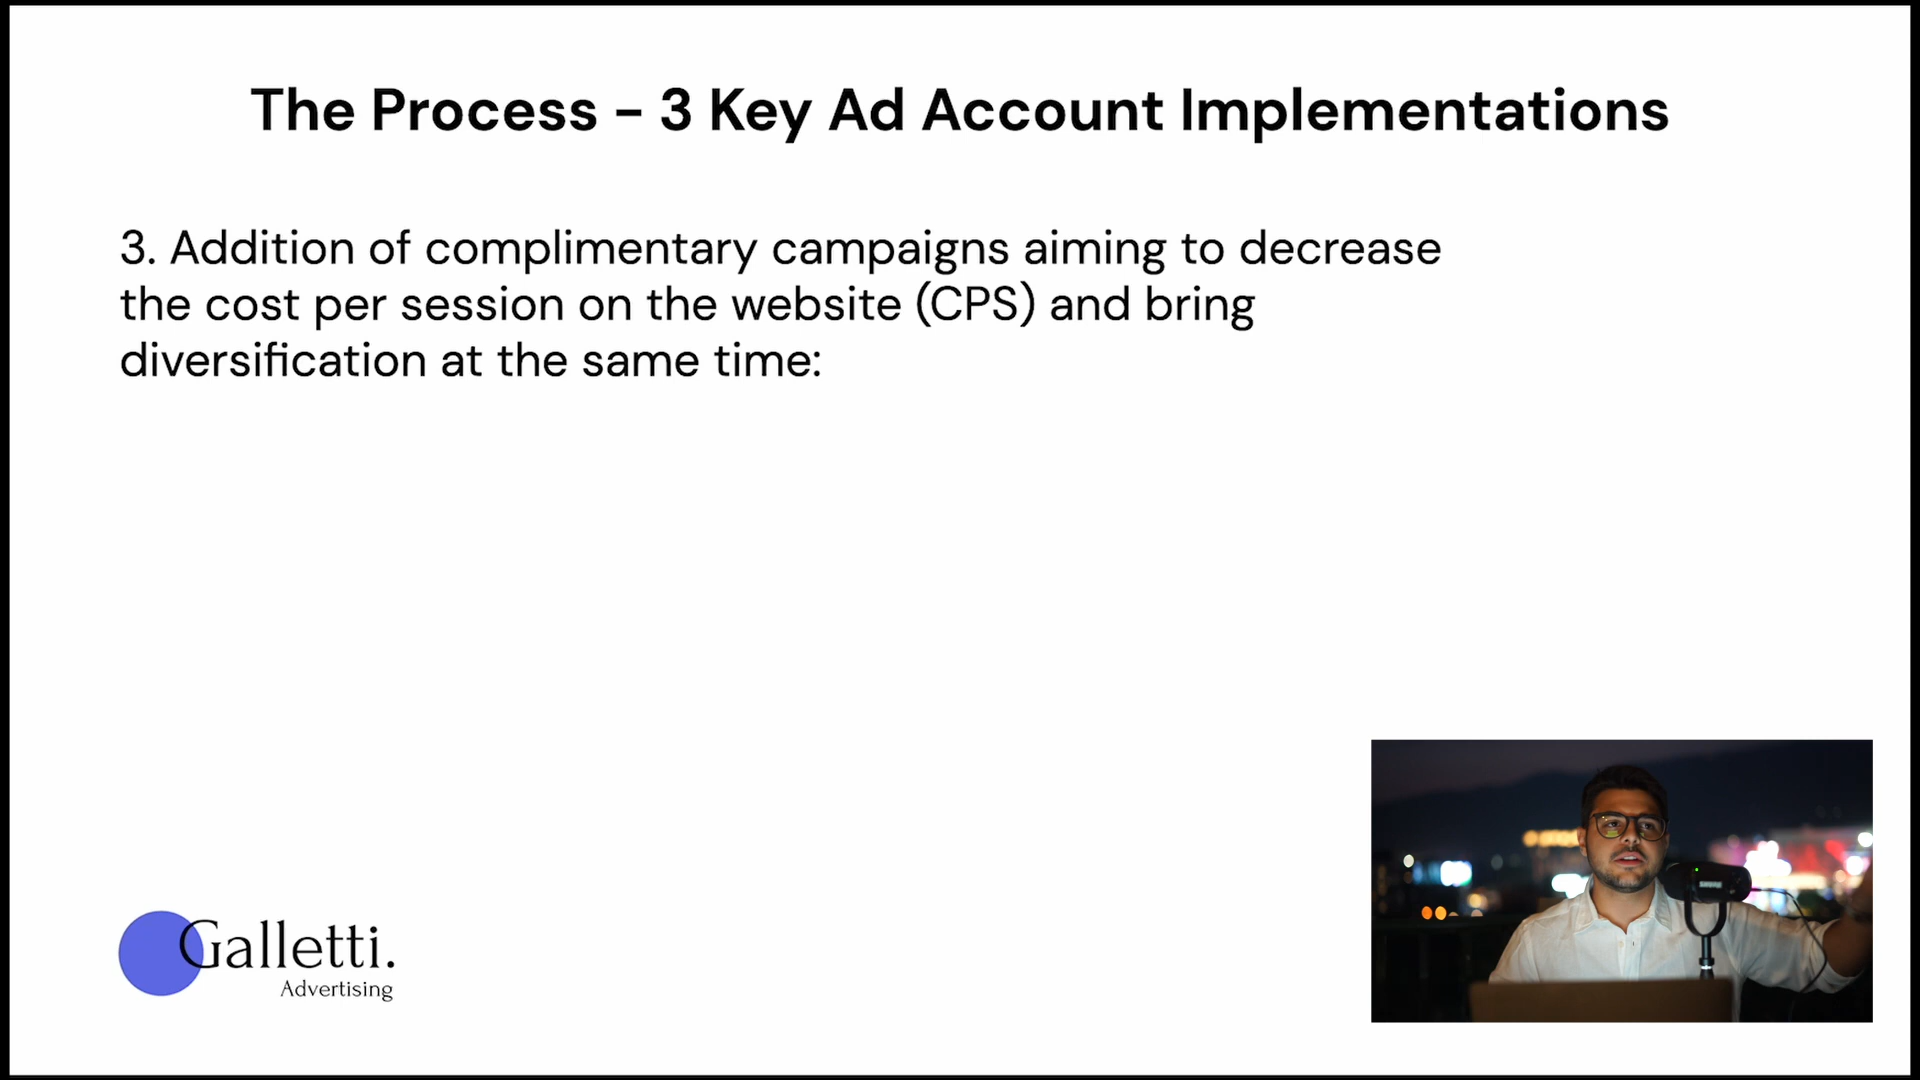 The Process – 3 Key Ad Account Implementations
3. Addition of complimentary campaigns aiming to decrease
the cost per session on the website (CPS) and bring
diversification at the same time:
Galletti.
Advertising
SHURE